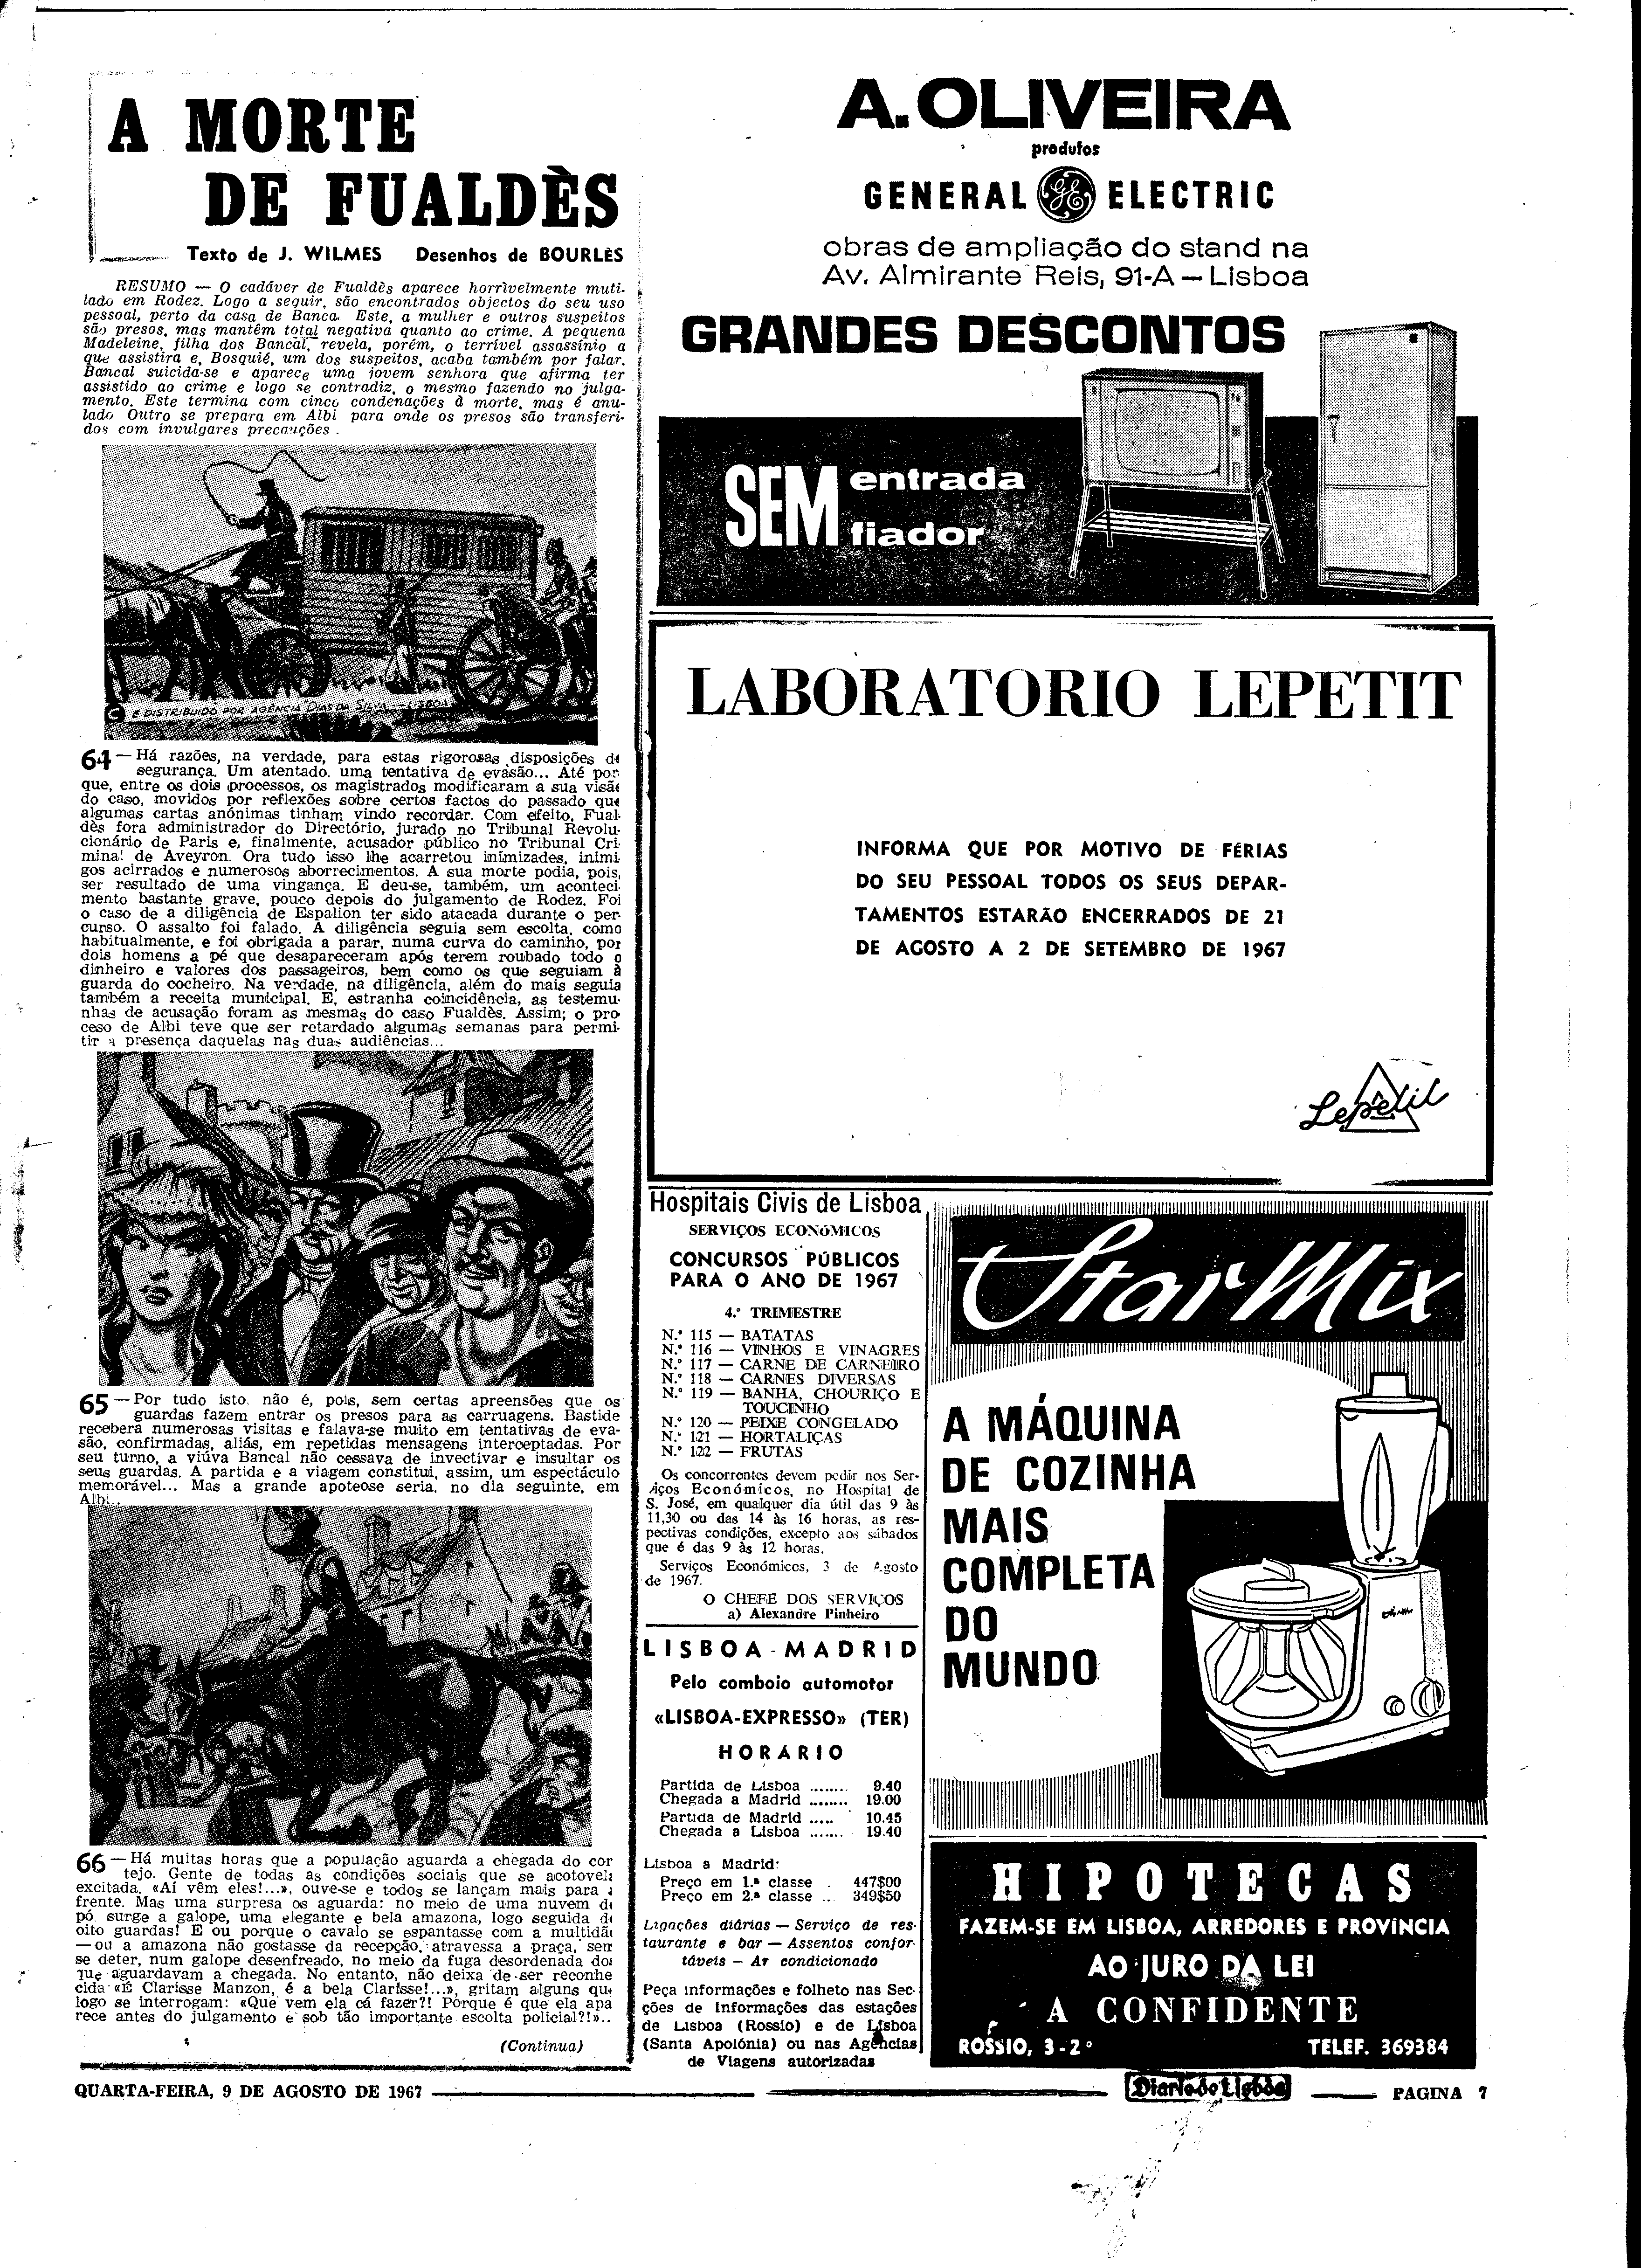 A MORTE
DE FUALDÈS
Texto de J. WILMES Desenhos de BOURLÈS
RESUMO — O cadáver de Fualdès aparece horrìvelmente muti-
lado em Rodez. Logo a seguir, são encontrados objectos do seu uso
pessoal, perto da casa de Banca. Este, a mulher e outros suspeitos
são presos, mas mantêm total negativa quanto ao crime. A pequena
Madeleine, filha dos Bancal, revela, porém, o terrível assassínio a
que assistira e, Bosquié, um dos suspeitos, acaba também por falar.
Bancal suicida-se e aparece uma jovem senhora que afirma ter
assistido ao crime e logo se contradiz, o mesmo fazendo no julga-
mento. Este termina com cinco condenações à morte, mas é anu-
lado Outro se prepara em Albi para onde os presos são transferi-
dos com invulgares precauções.
C E DISTRIBUIDO POR AGÊNCIA DIAS DA SILVA — LISBOA
64 — Há razões, na verdade, para estas rigorosas disposições de
segurança. Um atentado, uma tentativa de evasão... Até por
que, entre os dois processos, os magistrados modificaram a sua visã
do caso, movidos por reflexões sobre certos factos do passado que
algumas cartas anónimas tinham vindo recordar. Com efeito, Fual-
dès fora administrador do Directório, jurado no Tribunal Revolu-
cionário de Paris e, finalmente, acusador público no Tribunal Cri
minal de Aveyron. Ora tudo isso lhe acarretou inimizades, inimi
gos acirrados e numerosos aborrecimentos. A sua morte podia, pois,
ser resultado de uma vingança. E deu-se, também, um aconteci-
mento bastante grave, pouco depois do julgamento de Rodez. Foi
o caso de a diligência de Espalion ter sido atacada durante o per-
curso. O assalto foi falado. A diligência seguia sem escolta, como
habitualmente, e foi obrigada a parar, numa curva do caminho, por
dois homens a pé que desapareceram após terem roubado todo o
dinheiro e valores dos passageiros, bem como os que seguiam à
guarda do cocheiro. Na verdade, na diligência, além do mais seguia
também a receita municipal. E, estranha coincidência, as testemu-
nhas de acusação foram as mesmas do caso Fualdès. Assim; o pro
cesso de Albi teve que ser retardado algumas semanas para permi-
tir a presença daquelas nas duas audiências...
65 — Por tudo isto, não é, pois, sem certas apreensões que os
guardas fazem entrar os presos para as carruagens. Bastide
receberá numerosas visitas e falava-se muito em tentativas de eva-
são, confirmadas, aliás, em repetidas mensagens interceptadas. Por
seu turno, a viúva Bancal não cessava de invectivar e insultar os
seus guardas. A partida e a viagem constitui, assim, um espectáculo
memorável... Mas a grande apoteose seria, no dia seguinte, em
Albi...
66 — Há muitas horas que a população aguarda a chegada do cor
tejo. Gente de todas as condições sociais que se acotovela
excitada. «Aí vêm eles!...», ouve-se e todos se lançam mais para a
frente. Mas uma surpresa os aguarda: no meio de uma nuvem de
pó surge a galope, uma elegante e bela amazona, logo seguida de
oito guardas! E ou porque o cavalo se espantasse com a multidão
— ou a amazona não gostasse da recepção, atravessa a praça, sem
se deter, num galope desenfreado, no meio da fuga desordenada dos
que aguardavam a chegada. No entanto, não deixa de ser reconhe
cida «É Clarisse Manzon, é a bela Clarisse!...», gritam alguns que
logo se interrogam: «Que vem ela cá fazer?! Porque é que ela apa
rece antes do julgamento e sob tão importante escolta policial?!»..
(Continua)
A. OLIVEIRA
produtos
GENERAL GE ELECTRIC
obras de ampliação do stand na
Av. Almirante Reis, 91-A — Lisboa
GRANDES DESCONTOS
SEM entrada
fiador
LABORATORIO LEPETIT
INFORMA QUE POR MOTIVO DE FÉRIAS
DO SEU PESSOAL TODOS OS SEUS DEPAR-
TAMENTOS ESTARÃO ENCERRADOS DE 21
DE AGOSTO A 2 DE SETEMBRO DE 1967
Lepetit
Hospitais Civis de Lisboa
SERVIÇOS ECONÓMICOS
CONCURSOS PÚBLICOS
PARA O ANO DE 1967
4.º TRIMESTRE
N.º 115 — BATATAS
N.º 116 — VINHOS E VINAGRES
N.º 117 — CARNE DE CARNEIRO
N.º 118 — CARNES DIVERSAS
N.º 119 — BANHA, CHOURIÇO E
TOUCINHO
N.º 120 — PEIXE CONGELADO
N.º 121 — HORTALIÇAS
N.º 122 — FRUTAS
Os concorrentes devem pedir nos Ser-
viços Económicos, no Hospital de
S. José, em qualquer dia útil das 9 às
11,30 ou das 14 às 16 horas, as res-
pectivas condições, excepto aos sábados
que é das 9 às 12 horas.
Serviços Económicos, 3 de Agosto
de 1967.
O CHEFE DOS SERVIÇOS
a) Alexandre Pinheiro
LISBOA - MADRID
Pelo comboio automotor
«LISBOA-EXPRESSO» (TER)
HORÁRIO
Partida de Lisboa ........ 9.40
Chegada a Madrid ........ 19.00
Partida de Madrid ..... 10.45
Chegada a Lisboa ....... 19.40
Lisboa a Madrid:
Preço em 1.ª classe . 447$00
Preço em 2.ª classe ... 349$50
Ligações diárias — Serviço de res-
taurante e bar — Assentos confor-
táveis — Ar condicionado
Peça informações e folheto nas Sec-
ções de Informações das estações
de Lisboa (Rossio) e de Lisboa
(Santa Apolónia) ou nas Agências
de Viagens autorizadas
StarMix
A MÁQUINA
DE COZINHA
MAIS
COMPLETA
DO
MUNDO
HIPOTECAS
FAZEM-SE EM LISBOA, ARREDORES E PROVÍNCIA
AO JURO DA LEI
A CONFIDENTE
ROSSIO, 3-2º TELEF. 369384
QUARTA-FEIRA, 9 DE AGOSTO DE 1967 Diario de Lisboa PAGINA 7